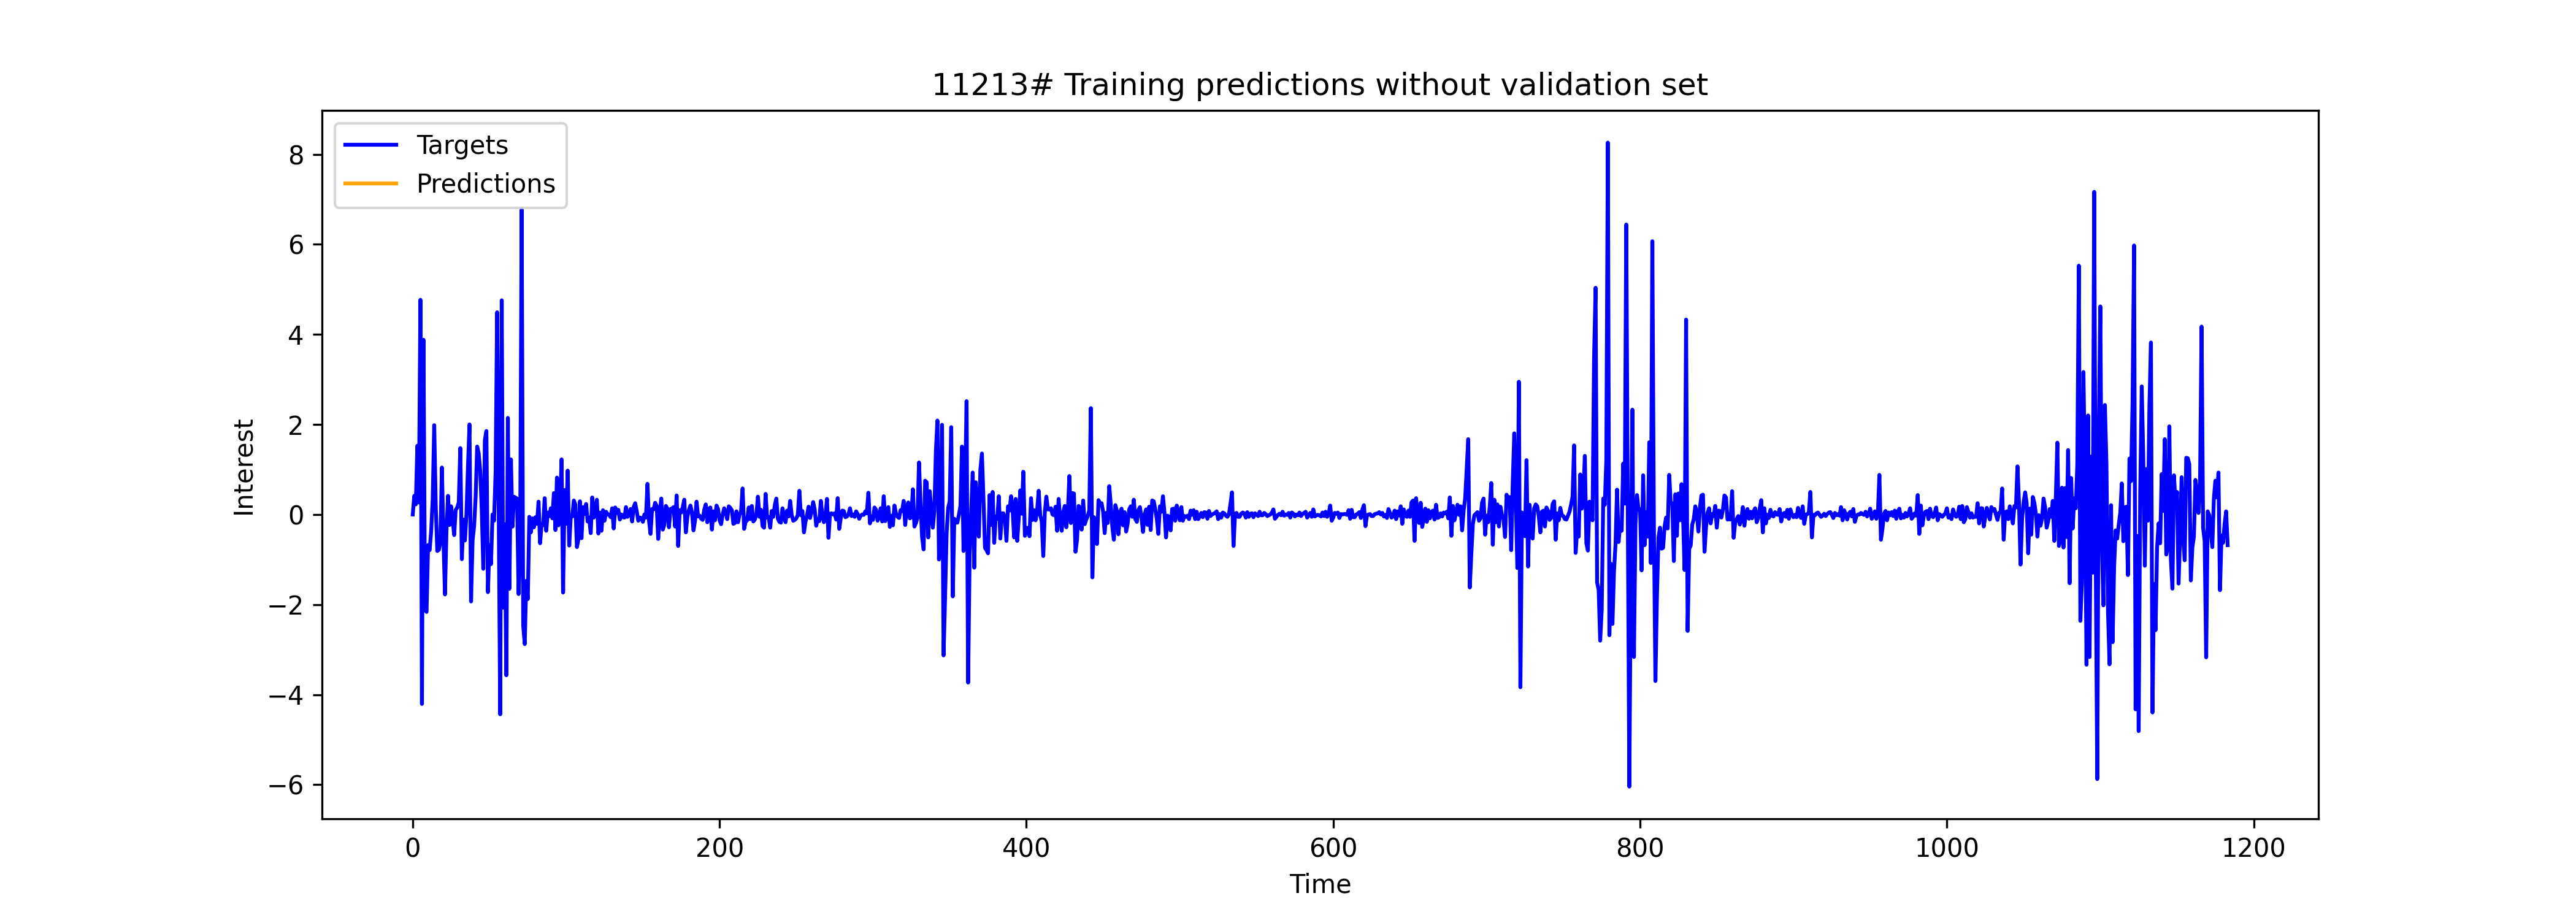 11213# Training predictions without validation set
Targets
Predictions
8
6
4
2
0
−2
−4
−6
Interest
0 200 400 600 800 1000 1200
Time